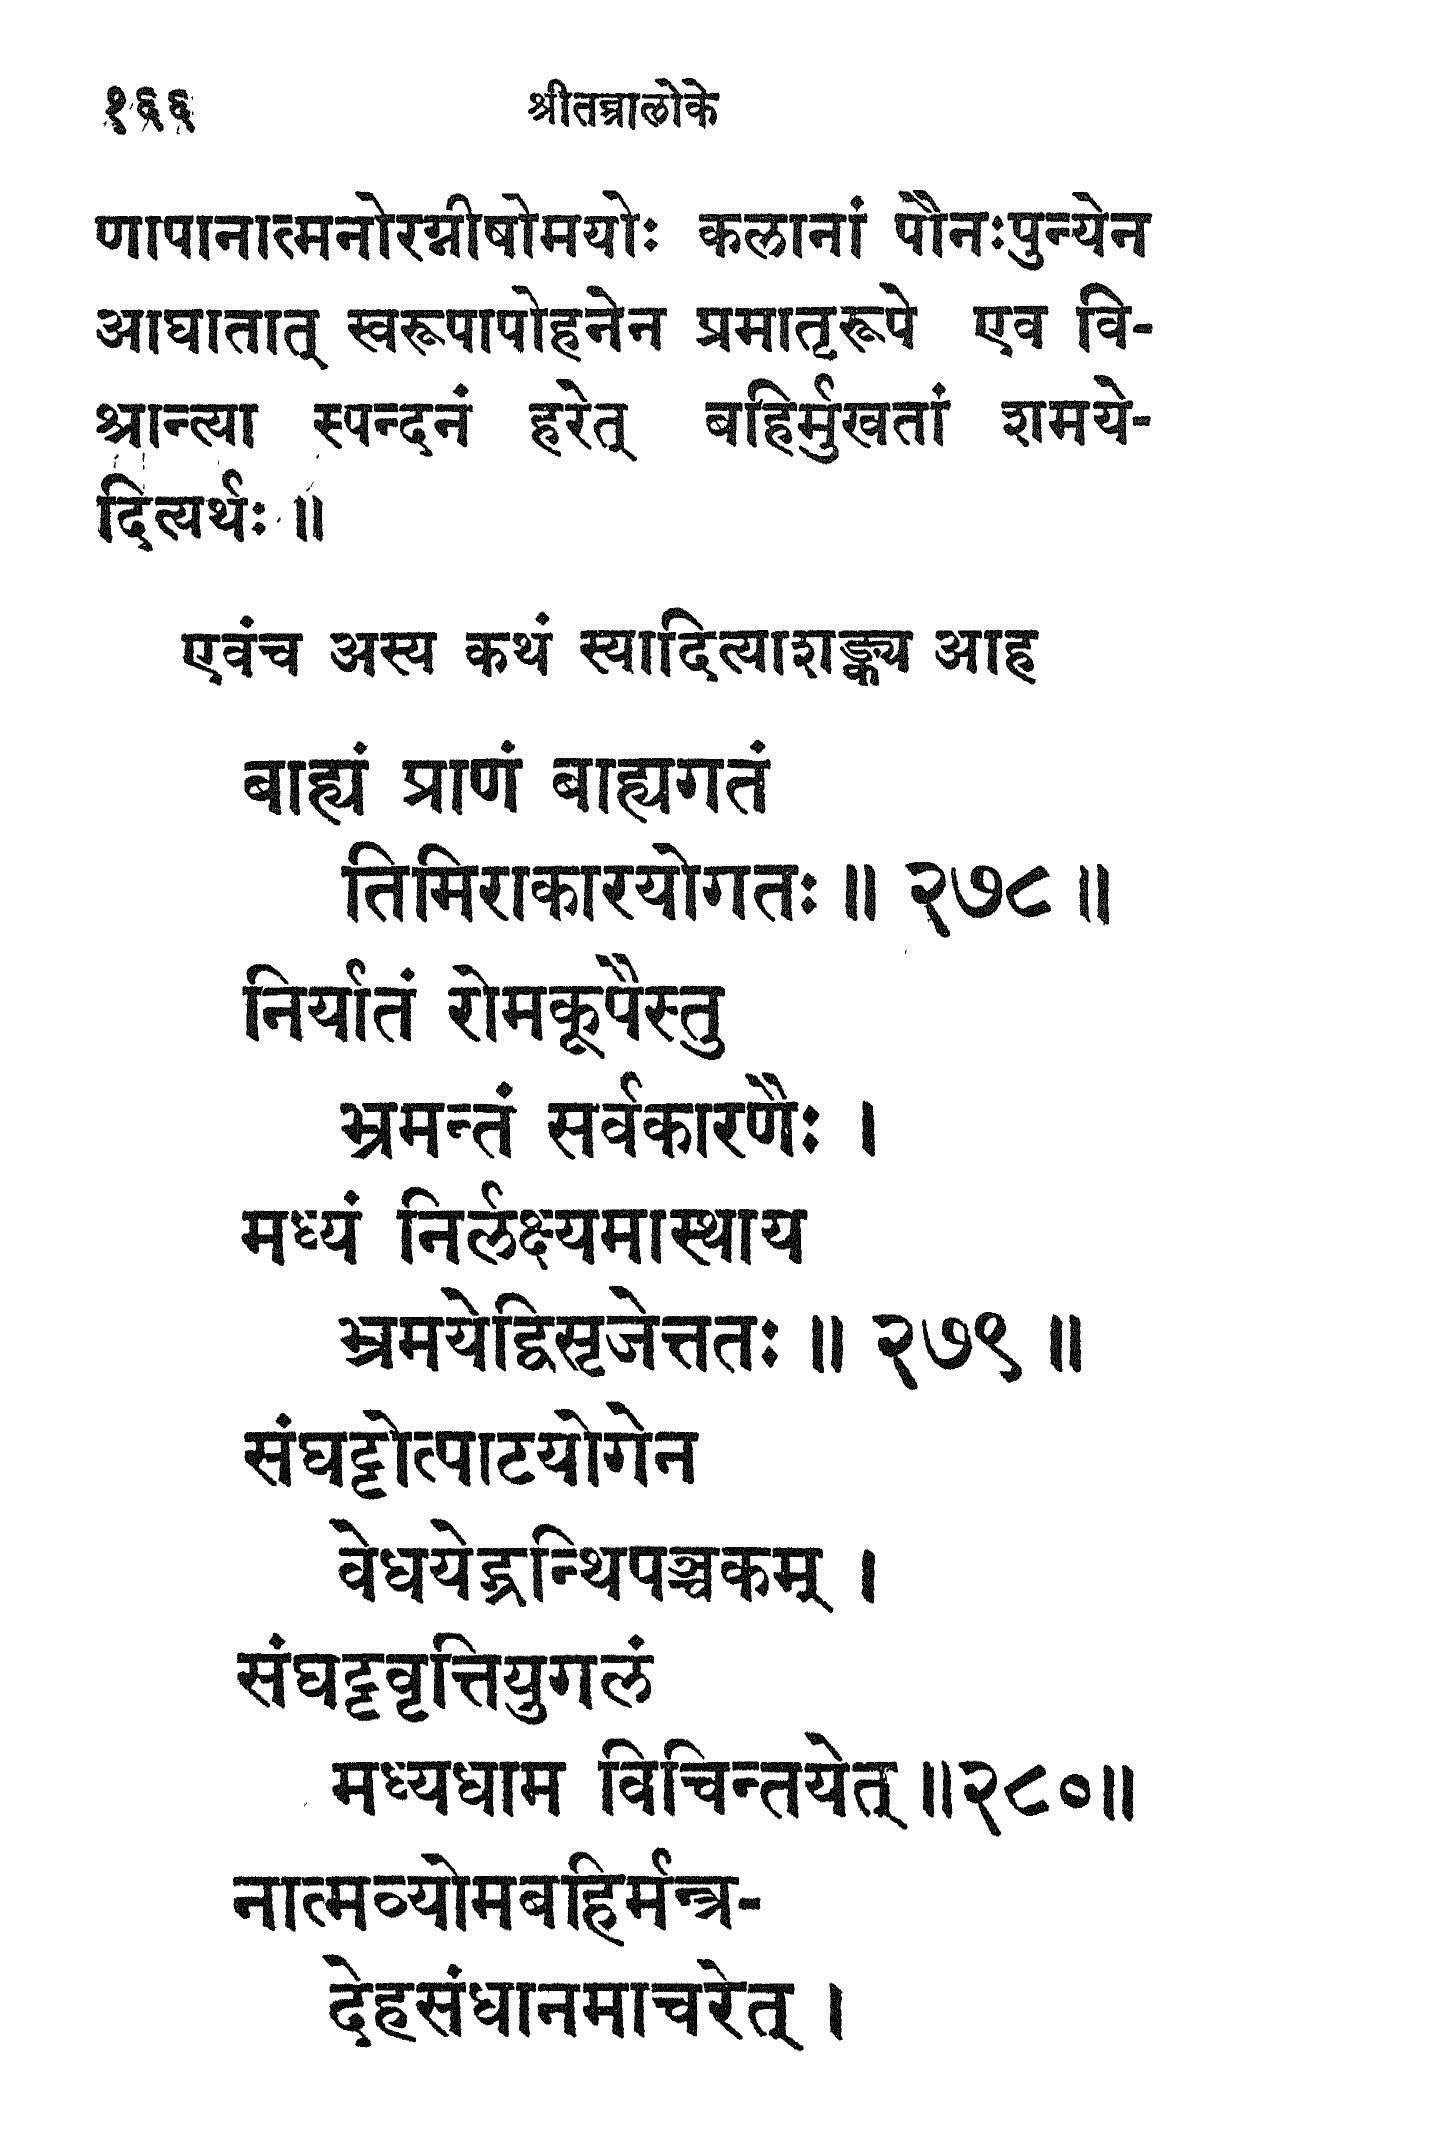 १६६ श्रीतन्त्रालोके
णापानात्मनोरग्नीषोमयोः कलानां पौनःपुन्येन
आघातात् स्वरूपापोहनेन प्रमातृरूपे एव वि-
श्रान्त्या स्पन्दनं हरेत् बहिर्मुखतां शमये-
दित्यर्थः ॥
एवंच अस्य कथं स्यादित्याशङ्क्य आह
बाह्यं प्राणं बाह्यगतं
तिमिराकारयोगतः ॥ २७८ ॥
निर्यातं रोमकूपैस्तु
भ्रमन्तं सर्वकारणैः ।
मध्यं निर्लक्ष्यमास्थाय
भ्रमयेद्विसृजेत्ततः ॥ २७९ ॥
संघट्टोत्पाटयोगेन
वेधयेद्ग्रन्थिपञ्चकम् ।
संघट्टवृत्तियुगलं
मध्यधाम विचिन्तयेत् ॥२८०॥
नात्मव्योमबहिर्मन्त्र-
देहसंधानमाचरेत् ।